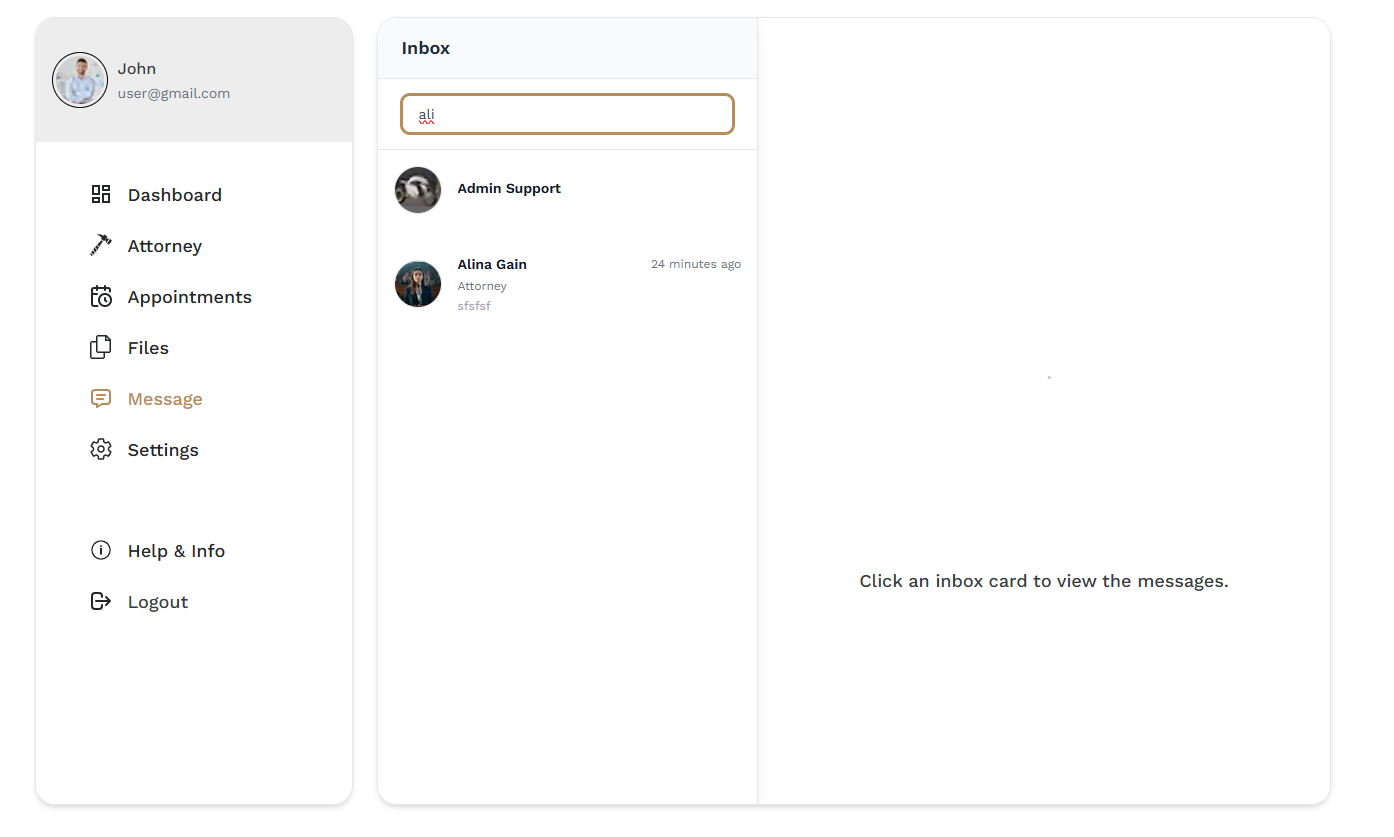 John
user@gmail.com
Dashboard
Attorney
Appointments
Files
Message
Settings
Help & Info
Logout
Inbox
ali
Admin Support
Alina Gain
24 minutes ago
Attorney
sfsfsf
Click an inbox card to view the messages.